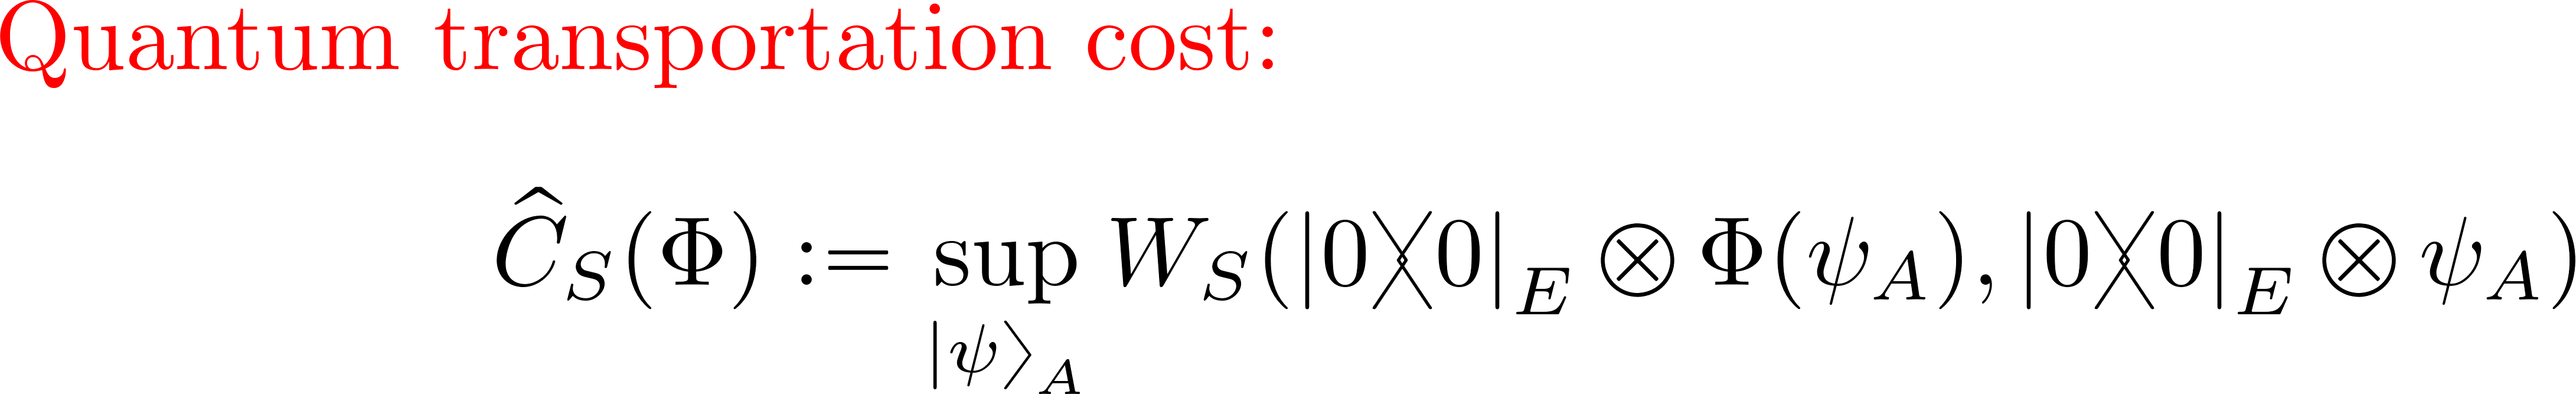 Quantum transportation cost:
$\widehat{C}_S(\Phi) := \sup_{|\psi\rangle_A} W_S(|0\rangle\langle 0|_E \otimes \Phi(\psi_A), |0\rangle\langle 0|_E \otimes \psi_A)$